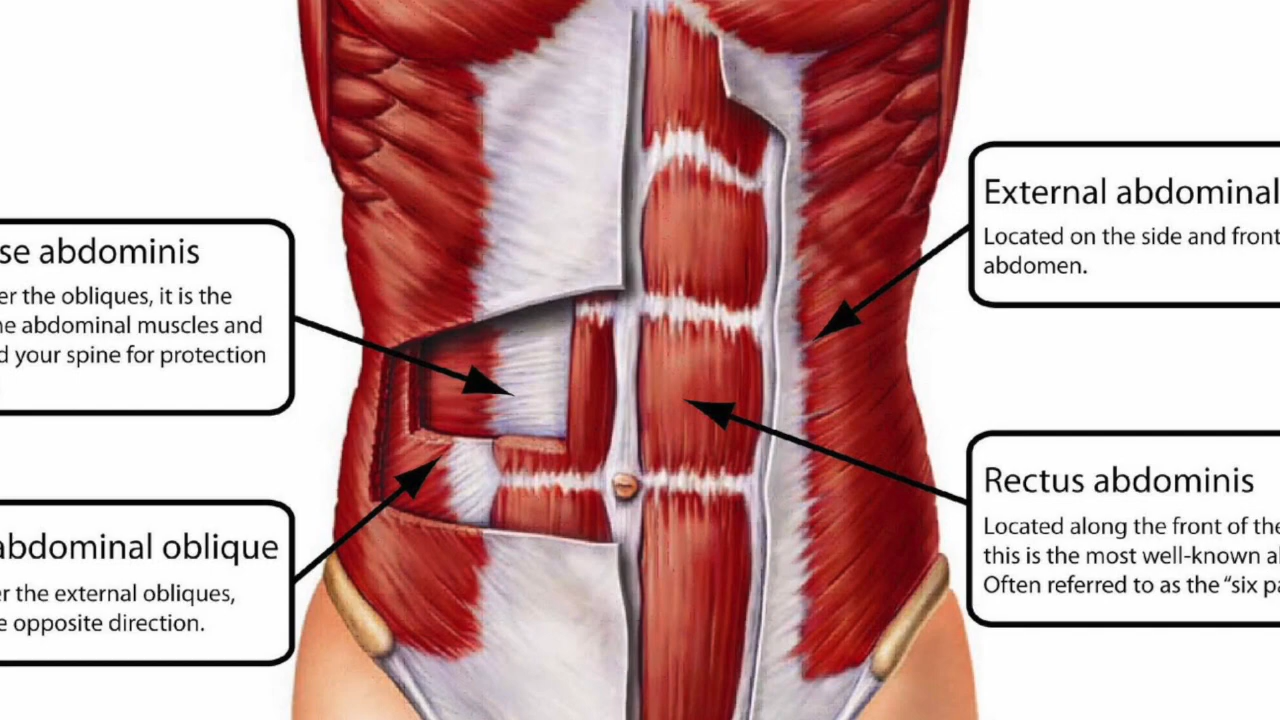 se abdominis
er the obliques, it is the
ne abdominal muscles and
d your spine for protection
abdominal oblique
er the external obliques,
e opposite direction.
External abdominal
Located on the side and front
abdomen.
Rectus abdominis
Located along the front of the
this is the most well-known a
Often referred to as the “six pa